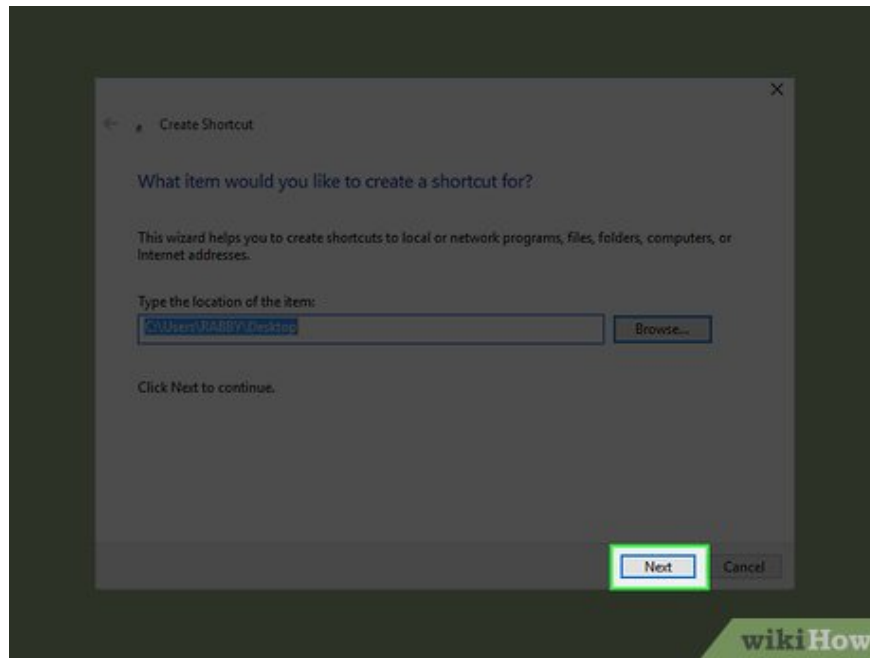 Create Shortcut
What item would you like to create a shortcut for?
This wizard helps you to create shortcuts to local or network programs, files, folders, computers, or
Internet addresses.
Type the location of the item:
C:\Users\RABBY\Desktop
Browse...
Click Next to continue.
Next
Cancel
wikiHow